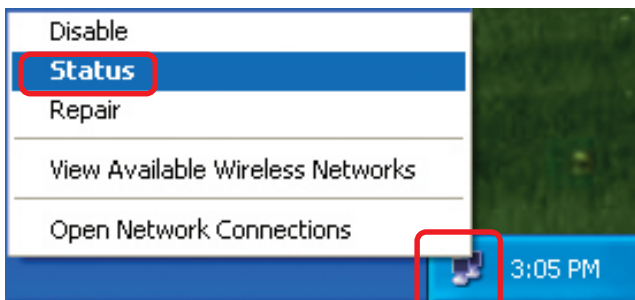 Disable
Status
Repair
View Available Wireless Networks
Open Network Connections
3:05 PM